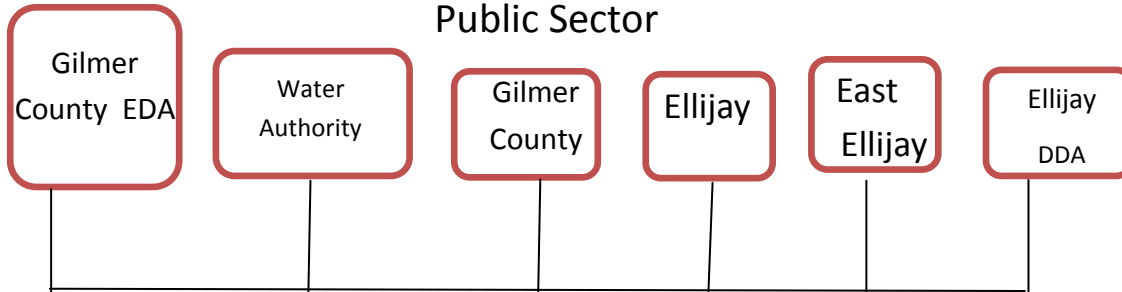 Public Sector
Gilmer
County EDA
Water
Authority
Gilmer
County
Ellijay
East
Ellijay
Ellijay
DDA